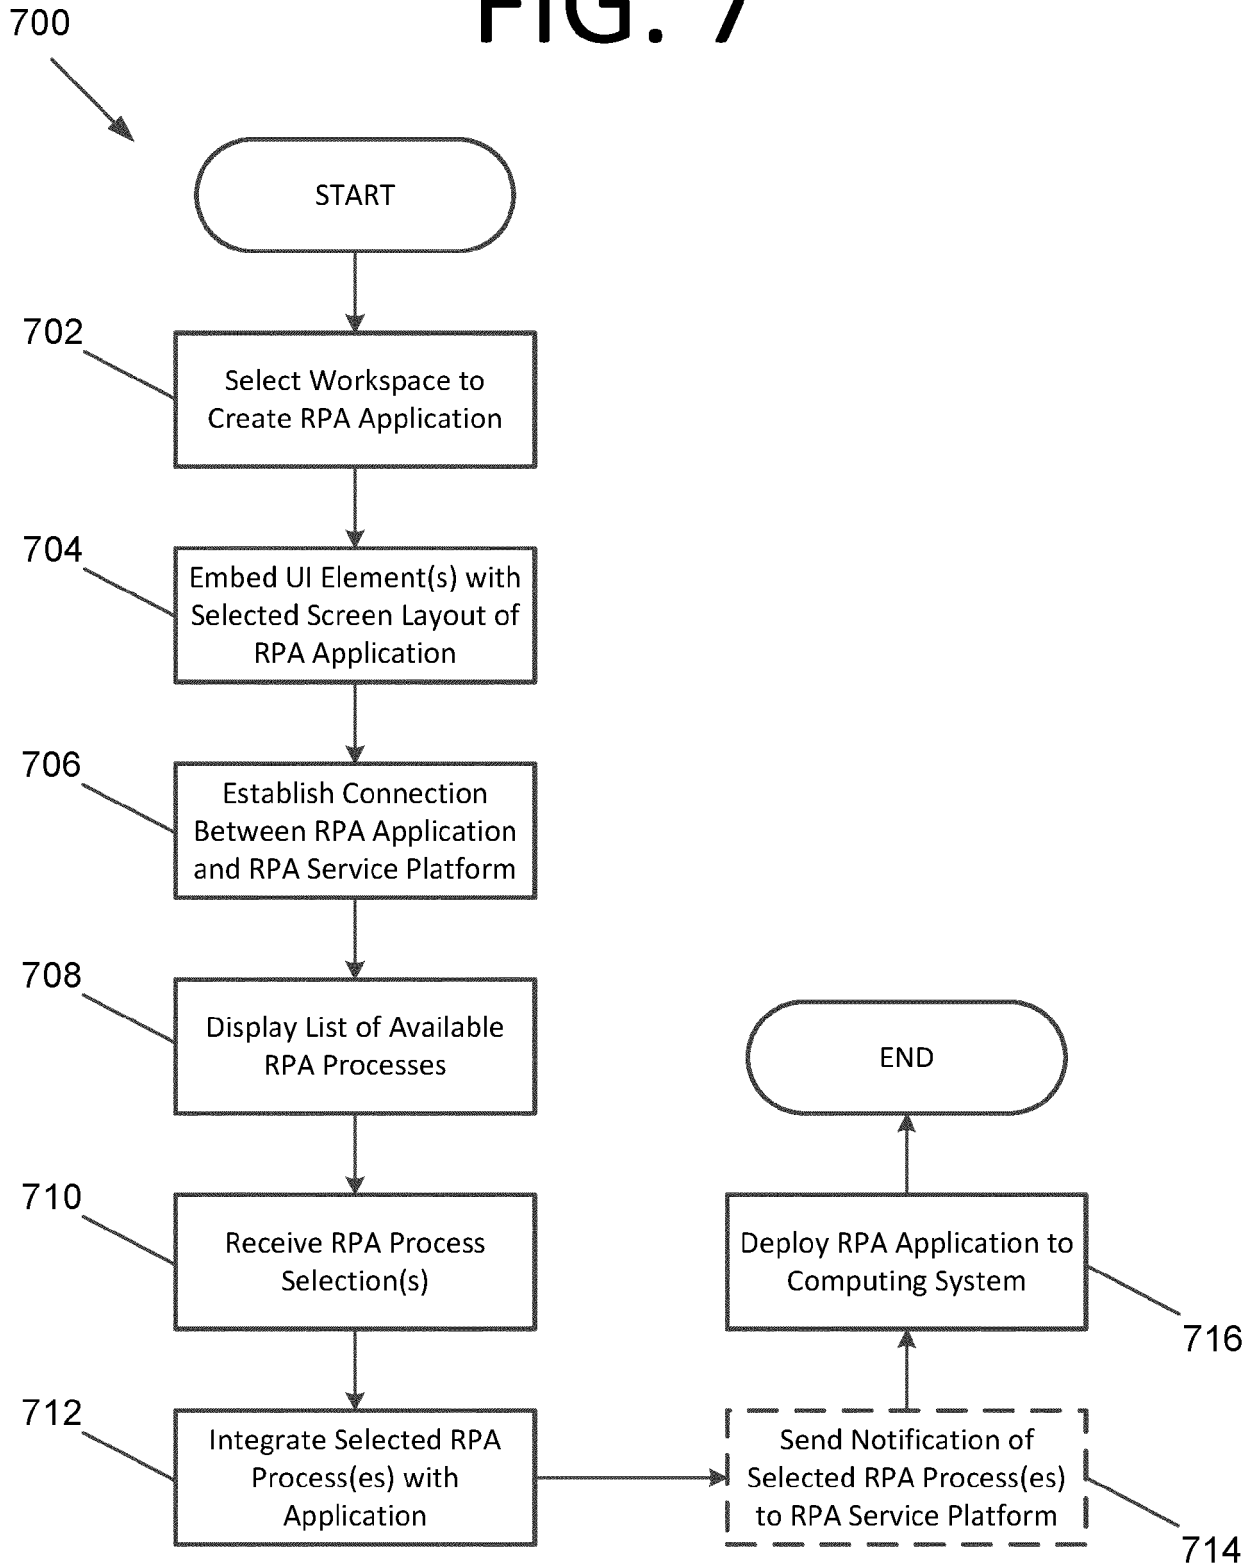 FIG. 7
700
START
702
Select Workspace to
Create RPA Application
704
Embed UI Element(s) with
Selected Screen Layout of
RPA Application
706
Establish Connection
Between RPA Application
and RPA Service Platform
708
Display List of Available
RPA Processes
710
Receive RPA Process
Selection(s)
712
Integrate Selected RPA
Process(es) with
Application
Send Notification of
Selected RPA Process(es)
to RPA Service Platform
714
Deploy RPA Application to
Computing System
716
END